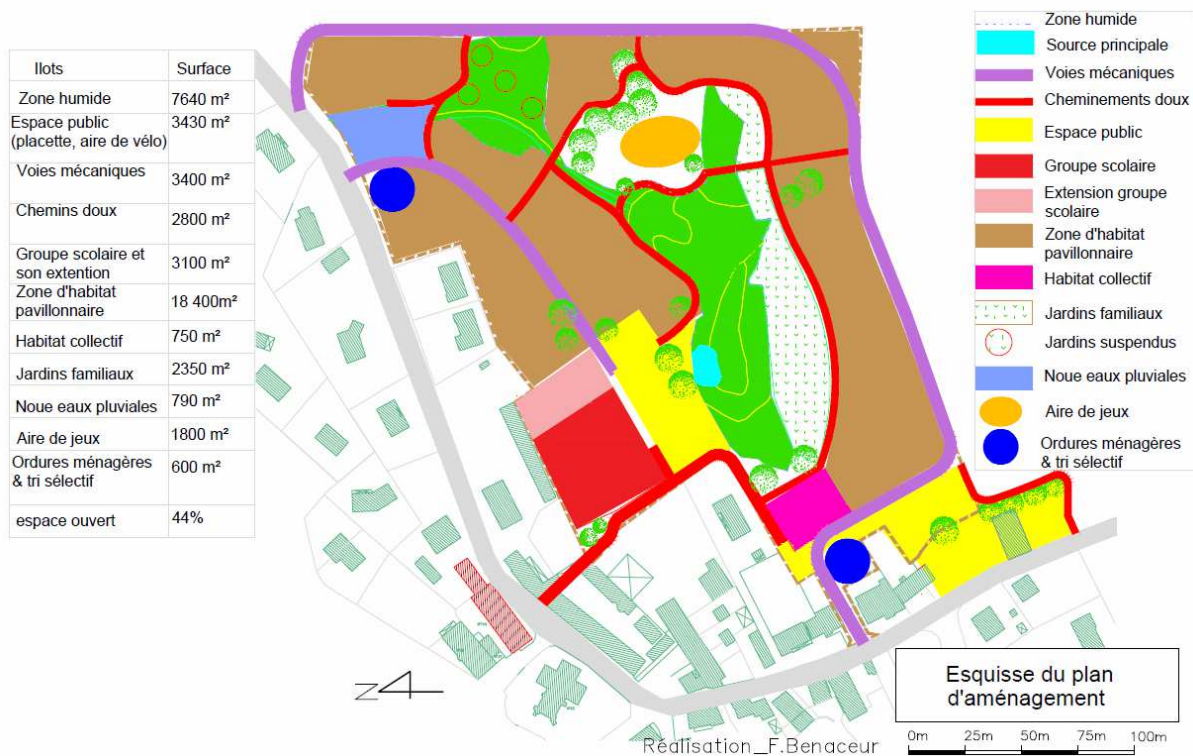 Ilots Surface
Zone humide 7640 m²
Espace public 3430 m²
(placette, aire de vélo)
Voies mécaniques 3400 m²
Chemins doux 2800 m²
Groupe scolaire et
son extention 3100 m²
Zone d'habitat
pavillonnaire 18 400m²
Habitat collectif 750 m²
Jardins familiaux 2350 m²
Noue eaux pluviales 790 m²
Aire de jeux 1800 m²
Ordures ménagères 600 m²
& tri sélectif
espace ouvert 44%
Zone humide
Source principale
Voies mécaniques
Cheminements doux
Espace public
Groupe scolaire
Extension groupe
scolaire
Zone d'habitat
pavillonnaire
Habitat collectif
Jardins familiaux
Jardins suspendus
Noue eaux pluviales
Aire de jeux
Ordures ménagères
& tri sélectif
N
Esquisse du plan
d'aménagement
Réalisation_F.Benaceur
0m 25m 50m 75m 100m